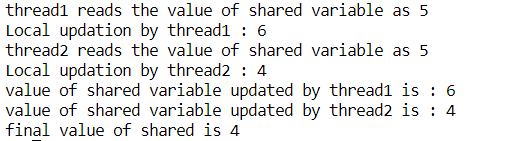 thread1 reads the value of shared variable as 5
Local updation by thread1 : 6
thread2 reads the value of shared variable as 5
Local updation by thread2 : 4
value of shared variable updated by thread1 is : 6
value of shared variable updated by thread2 is : 4
final value of shared is 4